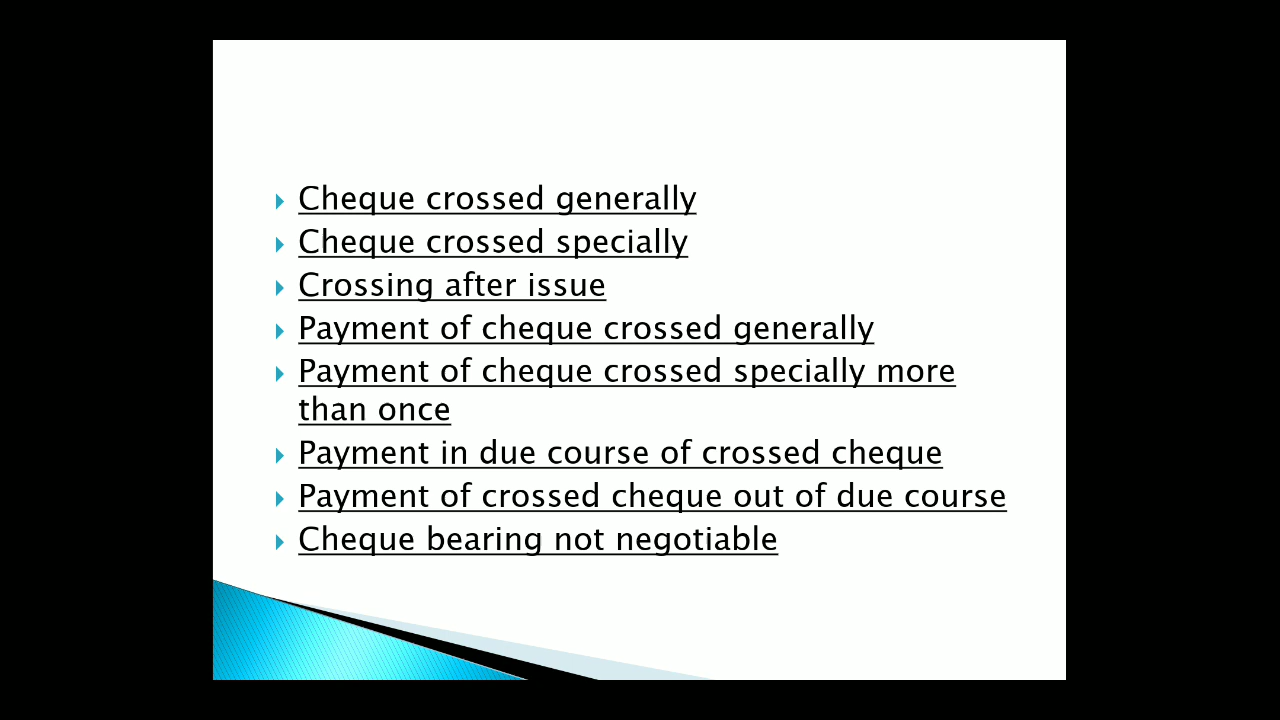 Cheque crossed generally
Cheque crossed specially
Crossing after issue
Payment of cheque crossed generally
Payment of cheque crossed specially more
than once
Payment in due course of crossed cheque
Payment of crossed cheque out of due course
Cheque bearing not negotiable